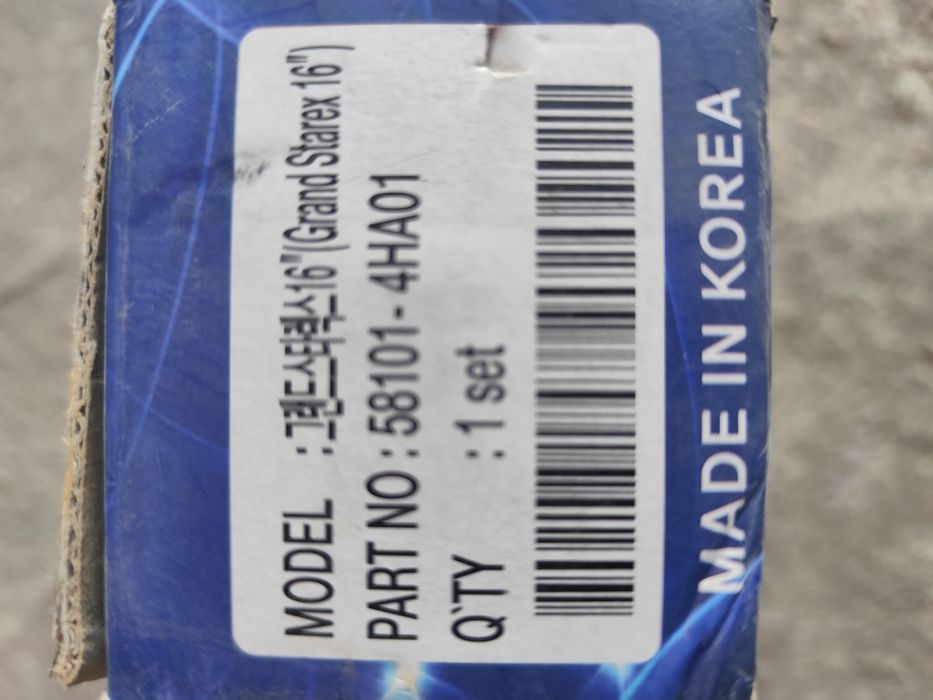 MODEL : 그랜드스타렉스16"(Grand Starex 16")
PART NO : 58101- 4HA01
Q`TY : 1 set
MADE IN KOREA